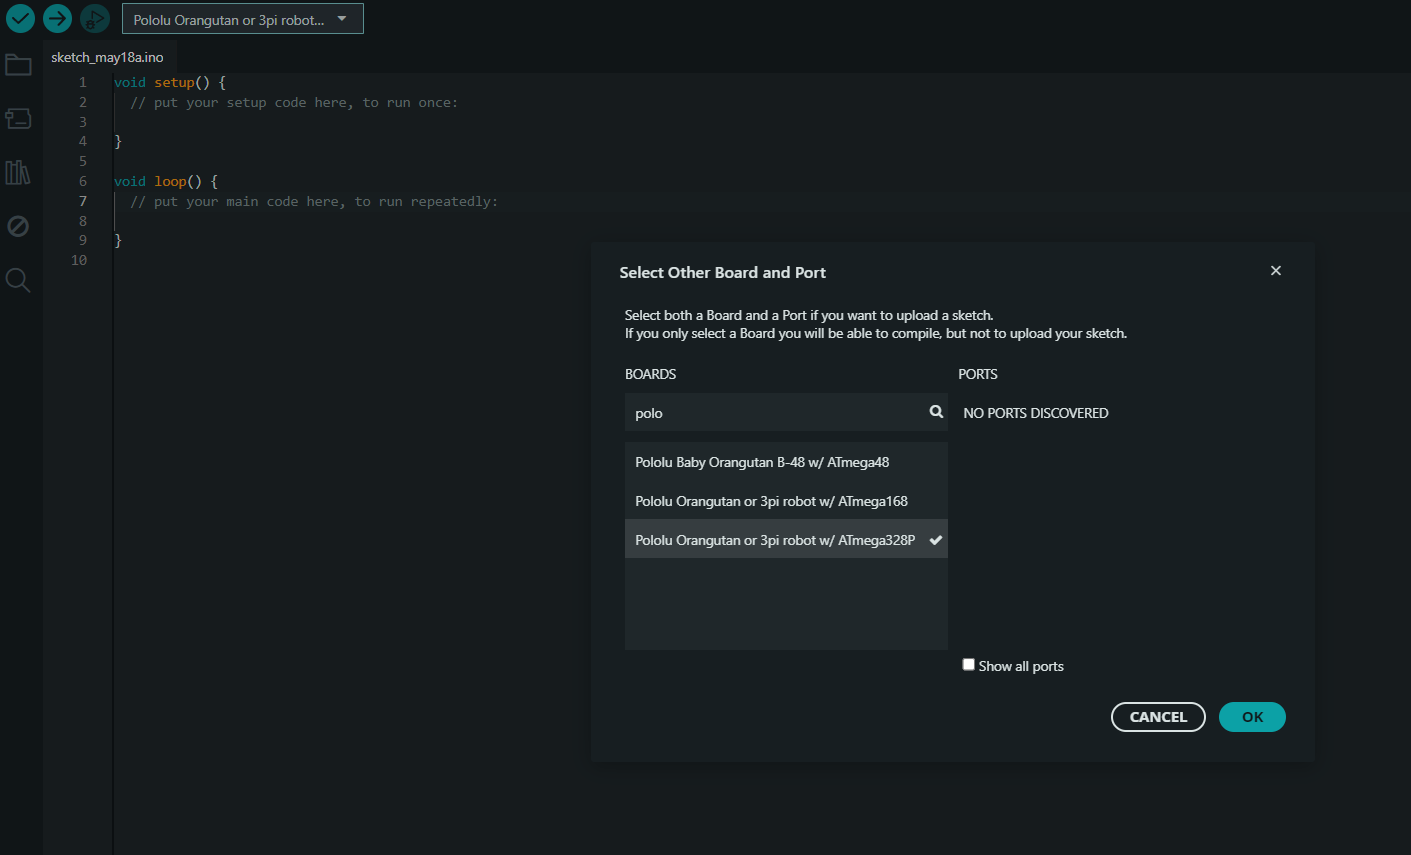 Pololu Orangutan or 3pi robot...
sketch_may18a.ino
1 void setup() {
2 // put your setup code here, to run once:
3
4 }
5
6 void loop() {
7 // put your main code here, to run repeatedly:
8
9 }
10
Select Other Board and Port
Select both a Board and a Port if you want to upload a sketch.
If you only select a Board you will be able to compile, but not to upload your sketch.
BOARDS
polo
Pololu Baby Orangutan B-48 w/ ATmega48
Pololu Orangutan or 3pi robot w/ ATmega168
Pololu Orangutan or 3pi robot w/ ATmega328P
PORTS
NO PORTS DISCOVERED
Show all ports
CANCEL
OK